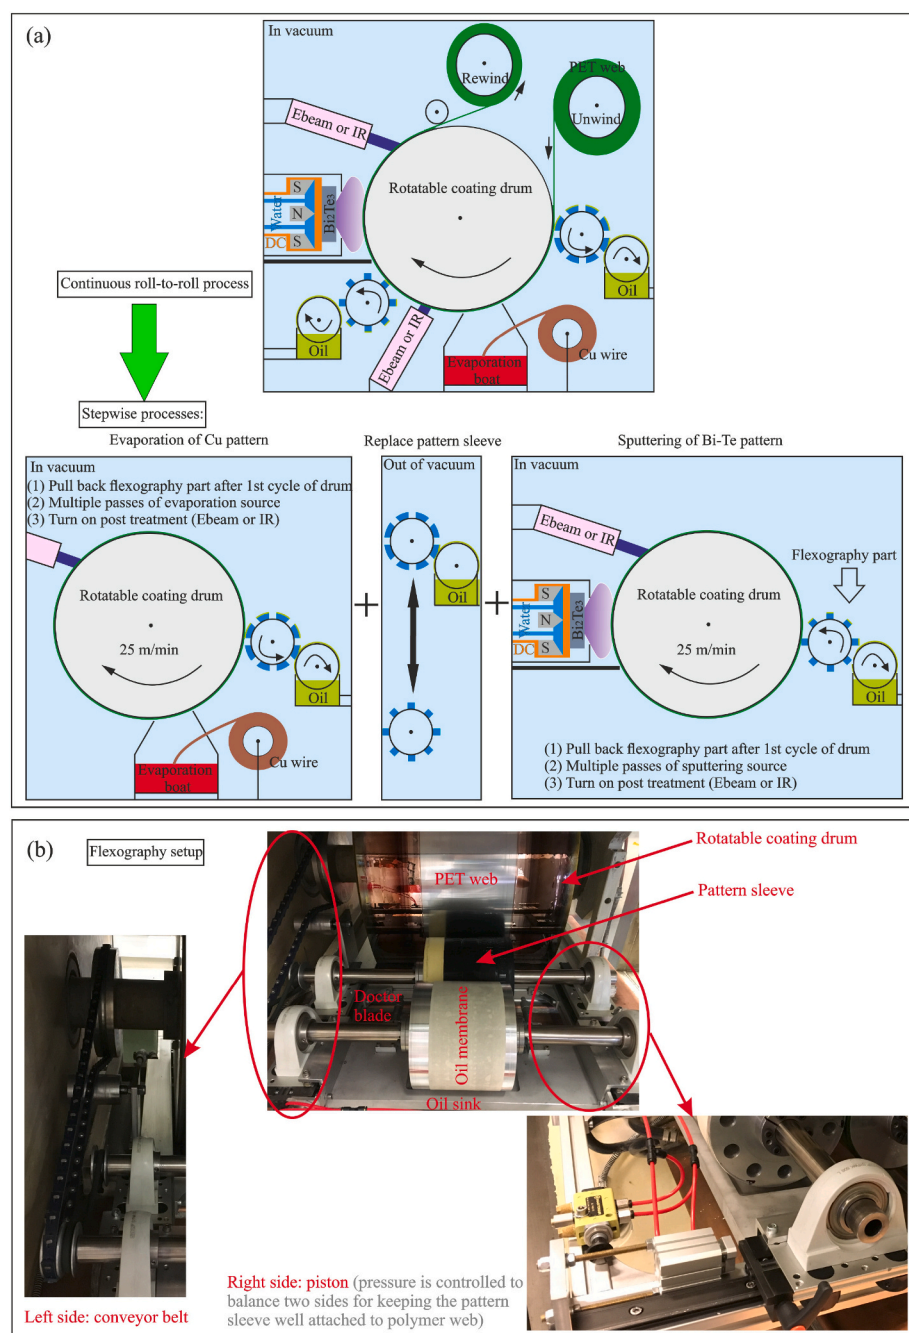 (a)
In vacuum
Rewind
PET web
Unwind
Ebeam or IR
Rotatable coating drum
S
N
S
Water
DC
Bi2Te3
Oil
Oil
Ebeam or IR
Evaporation
boat
Cu wire
Continuous roll-to-roll process
Stepwise processes:
Evaporation of Cu pattern
In vacuum
(1) Pull back flexography part after 1st cycle of drum
(2) Multiple passes of evaporation source
(3) Turn on post treatment (Ebeam or IR)
Rotatable coating drum
25 m/min
Oil
Evaporation
boat
Cu wire
+
Replace pattern sleeve
Out of vacuum
Oil
+
Sputtering of Bi-Te pattern
In vacuum
Ebeam or IR
Flexography part
Rotatable coating drum
25 m/min
S
N
S
Water
DC
Bi2Te3
Oil
(1) Pull back flexography part after 1st cycle of drum
(2) Multiple passes of sputtering source
(3) Turn on post treatment (Ebeam or IR)
(b)
Flexography setup
PET web
Rotatable coating drum
Pattern sleeve
Doctor
blade
Oil membrane
Oil sink
Left side: conveyor belt
Right side: piston (pressure is controlled to
balance two sides for keeping the pattern
sleeve well attached to polymer web)